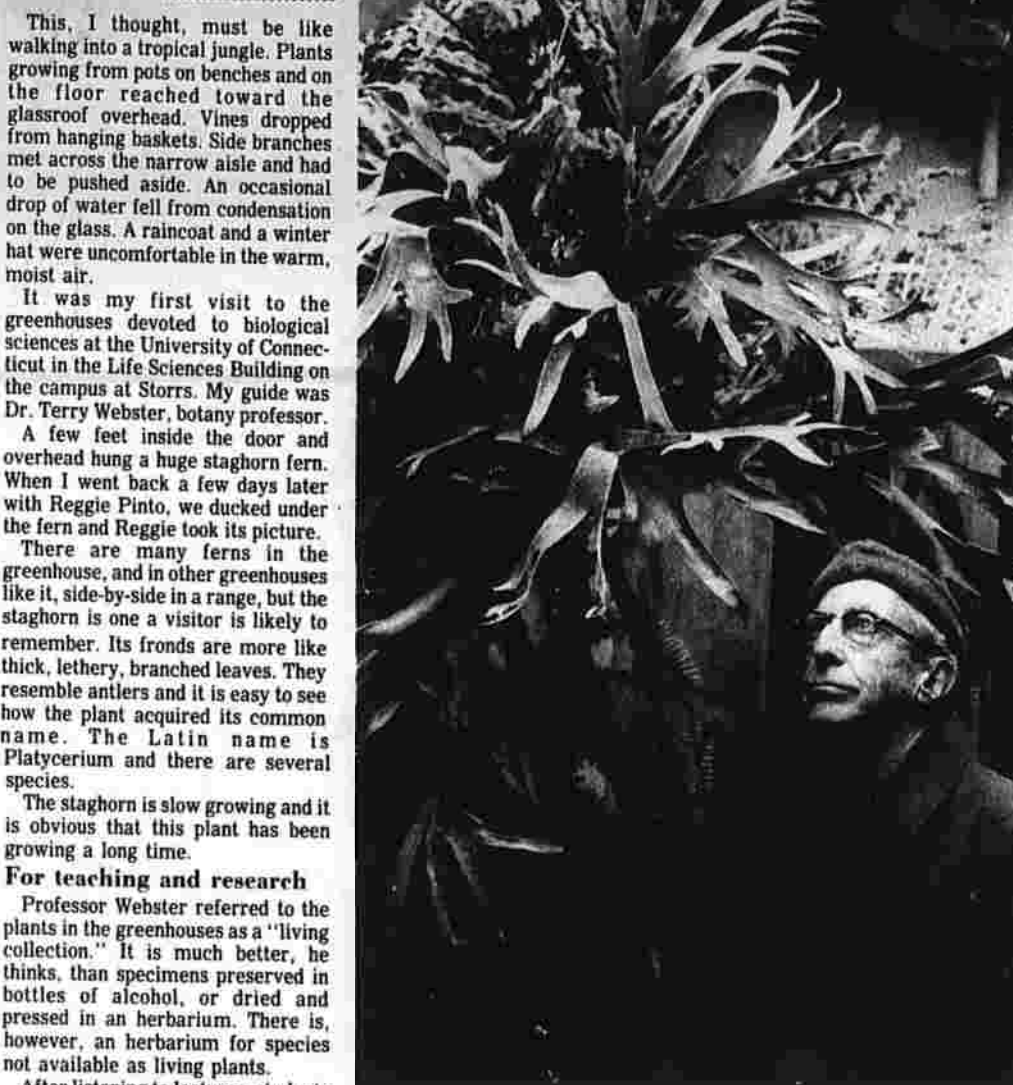 This, I thought, must be like
walking into a tropical jungle. Plants
growing from pots on benches and on
the floor reached toward the
glassroof overhead. Vines dropped
from hanging baskets. Side branches
met across the narrow aisle and had
to be pushed aside. An occasional
drop of water fell from condensation
on the glass. A raincoat and a winter
hat were uncomfortable in the warm,
moist air.
It was my first visit to the
greenhouses devoted to biological
sciences at the University of Connec-
ticut in the Life Sciences Building on
the campus at Storrs. My guide was
Dr. Terry Webster, botany professor.
A few feet inside the door and
overhead hung a huge staghorn fern.
When I went back a few days later
with Reggie Pinto, we ducked under
the fern and Reggie took its picture.
There are many ferns in the
greenhouse, and in other greenhouses
like it, side-by-side in a range, but the
staghorn is one a visitor is likely to
remember. Its fronds are more like
thick, lethery, branched leaves. They
resemble antlers and it is easy to see
how the plant acquired its common
name. The Latin name is
Platycerium and there are several
species.
The staghorn is slow growing and it
is obvious that this plant has been
growing a long time.
For teaching and research
Professor Webster referred to the
plants in the greenhouses as a "living
collection." It is much better, he
thinks, than specimens preserved in
bottles of alcohol, or dried and
pressed in an herbarium. There is,
however, an herbarium for species
not available as living plants.
After listening to